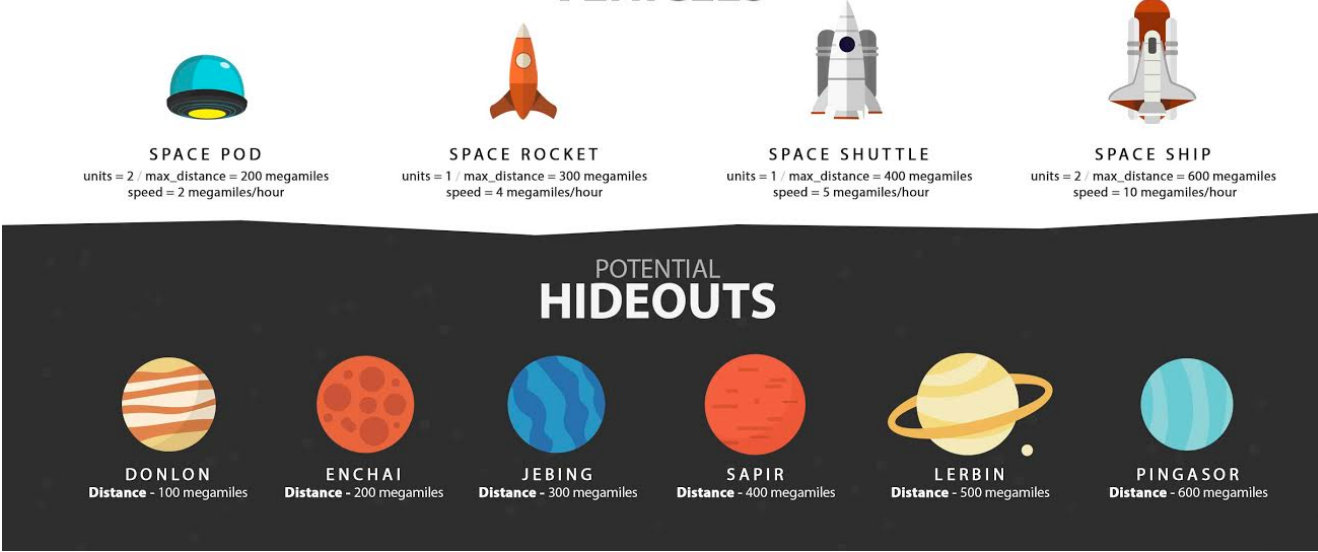 SPACE POD
units = 2 / max_distance = 200 megamiles
speed = 2 megamiles/hour
SPACE ROCKET
units = 1 / max_distance = 300 megamiles
speed = 4 megamiles/hour
SPACE SHUTTLE
units = 1 / max_distance = 400 megamiles
speed = 5 megamiles/hour
SPACE SHIP
units = 2 / max_distance = 600 megamiles
speed = 10 megamiles/hour
POTENTIAL
HIDEOUTS
DONLON
Distance - 100 megamiles
ENCHAI
Distance - 200 megamiles
JEBING
Distance - 300 megamiles
SAPIR
Distance - 400 megamiles
LERBIN
Distance - 500 megamiles
PINGASOR
Distance - 600 megamiles